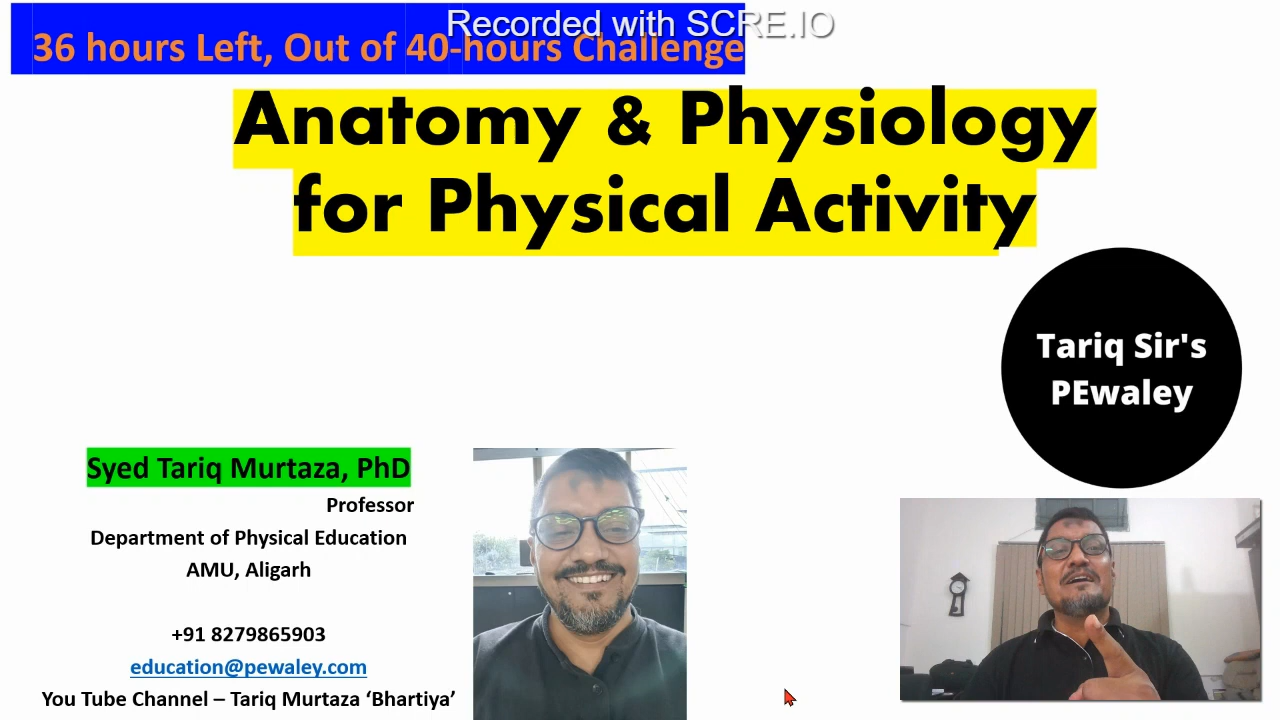 Recorded with SCRE.IO
36 hours Left, Out of 40-hours Challenge
Anatomy & Physiology
for Physical Activity
Tariq Sir's
PEwaley
Syed Tariq Murtaza, PhD
Professor
Department of Physical Education
AMU, Aligarh
+91 8279865903
education@pewaley.com
You Tube Channel – Tariq Murtaza ‘Bhartiya’